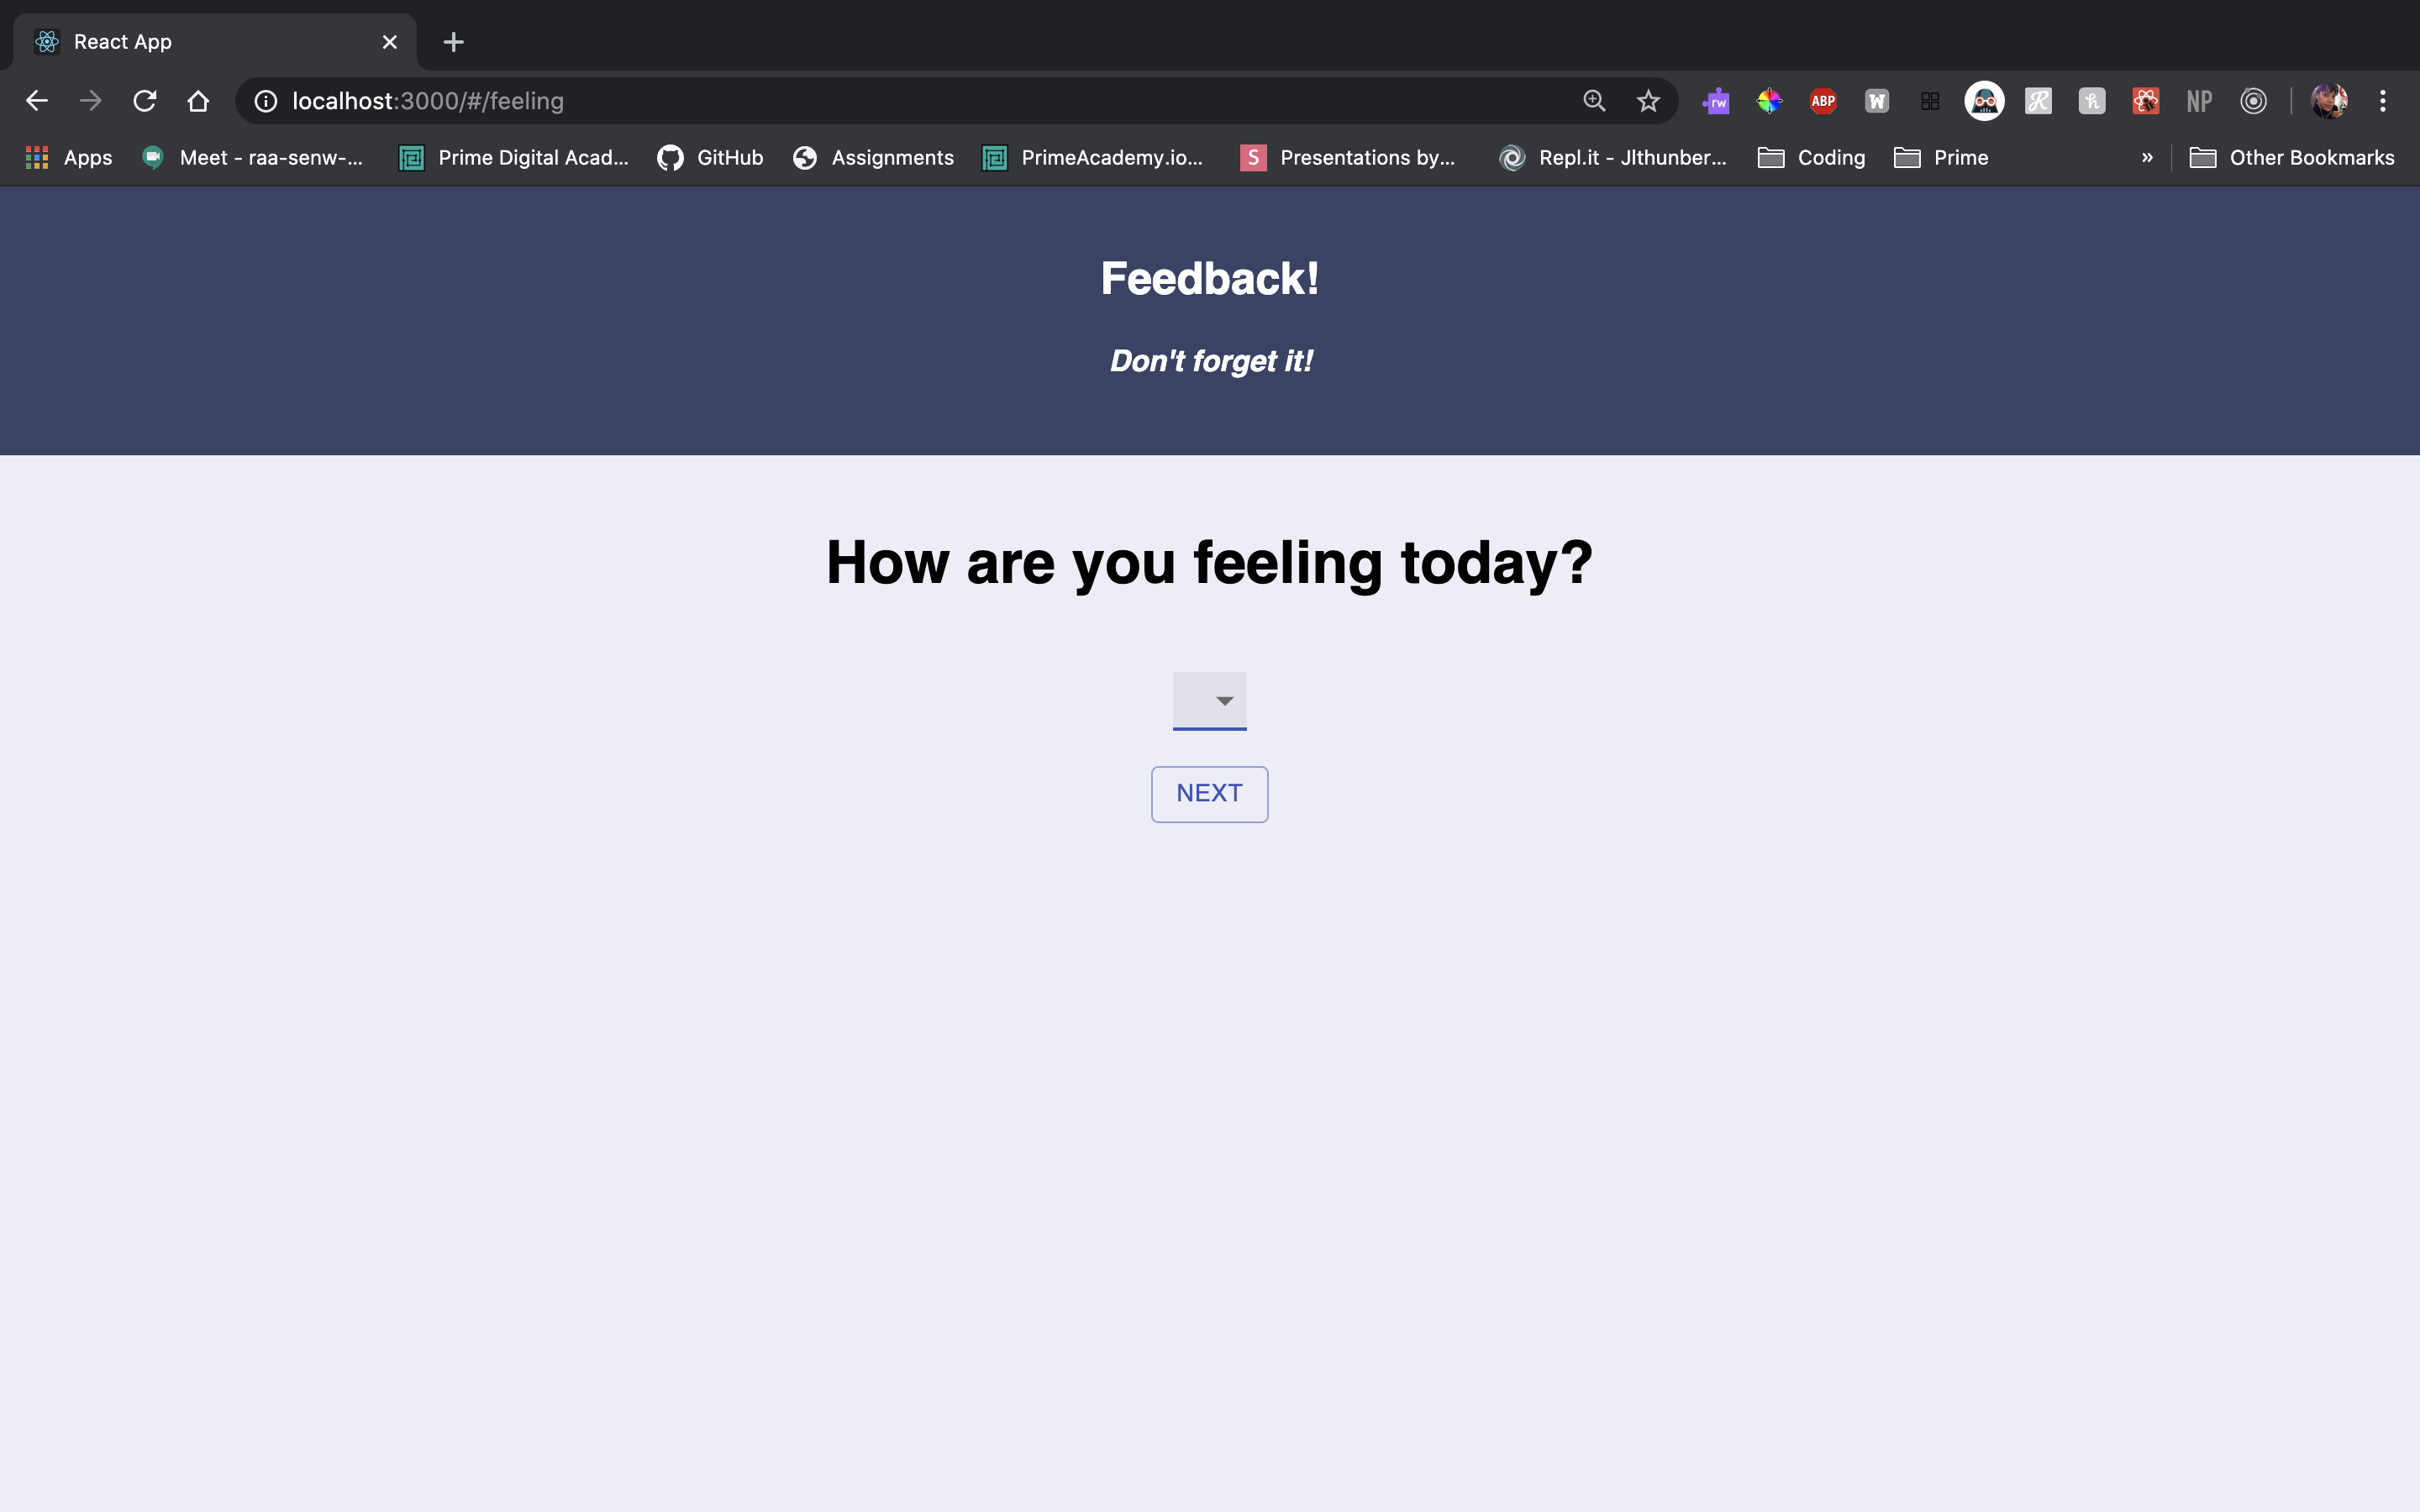 React App
localhost:3000/#/feeling
rw
ABP
W
R
h
NP
Apps
Meet - raa-senw-...
Prime Digital Acad...
GitHub
Assignments
PrimeAcademy.io...
S
Presentations by...
Repl.it - Jlthunber...
Coding
Prime
»
Other Bookmarks
Feedback!
Don't forget it!
How are you feeling today?
NEXT